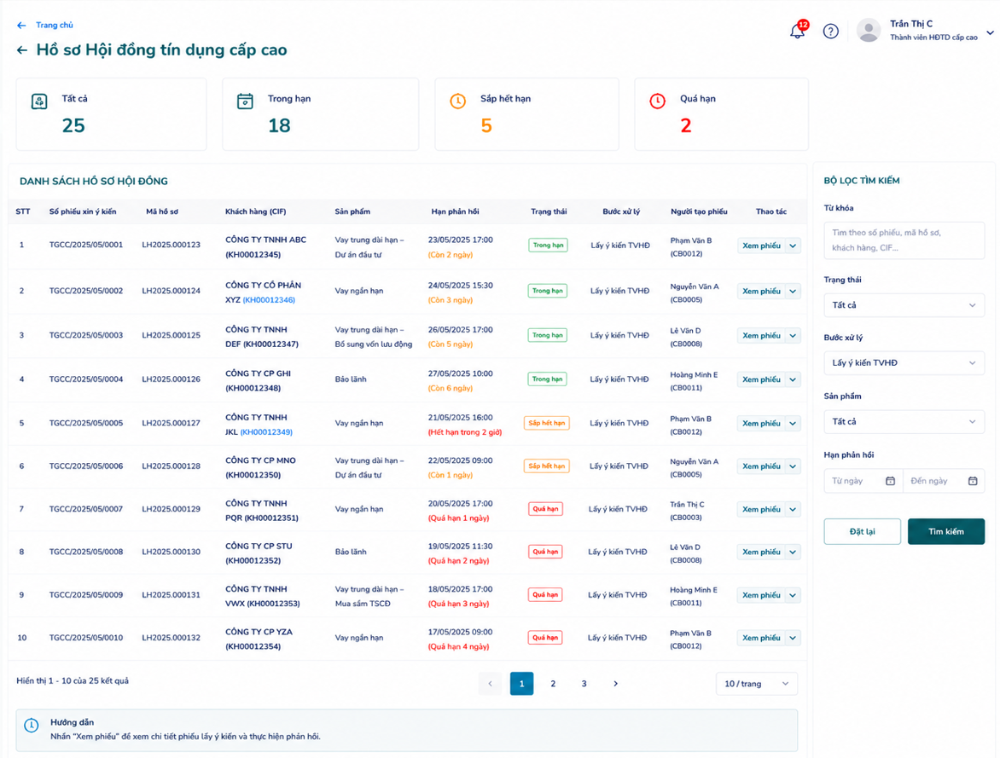 Trang chủ
12
Trần Thị C
Thành viên HĐTD cấp cao
Hồ sơ Hội đồng tín dụng cấp cao
Tất cả
25
Trong hạn
18
Sắp hết hạn
5
Quá hạn
2
DANH SÁCH HỒ SƠ HỘI ĐỒNG
STT Số phiếu xin ý kiến Mã hồ sơ Khách hàng (CIF) Sản phẩm Hạn phản hồi Trạng thái Bước xử lý Người tạo phiếu Thao tác
1 TGCC/2025/05/0001 LH2025.000123 CÔNG TY TNHH ABC Vay trung dài hạn – 23/05/2025 17:00 Trong hạn Lấy ý kiến TVHĐ Phạm Văn B Xem phiếu
(KH00012345) Dự án đầu tư (Còn 2 ngày) (CB0012)
2 TGCC/2025/05/0002 LH2025.000124 CÔNG TY CỔ PHẦN Vay ngắn hạn 24/05/2025 15:30 Trong hạn Lấy ý kiến TVHĐ Nguyễn Văn A Xem phiếu
XYZ (KH00012346) (Còn 3 ngày) (CB0005)
3 TGCC/2025/05/0003 LH2025.000125 CÔNG TY TNHH Vay trung dài hạn – 26/05/2025 17:00 Trong hạn Lấy ý kiến TVHĐ Lê Văn D Xem phiếu
DEF (KH00012347) Bổ sung vốn lưu động (Còn 5 ngày) (CB0008)
4 TGCC/2025/05/0004 LH2025.000126 CÔNG TY CP GHI Bảo lãnh 27/05/2025 10:00 Trong hạn Lấy ý kiến TVHĐ Hoàng Minh E Xem phiếu
(KH00012348) (Còn 6 ngày) (CB0011)
5 TGCC/2025/05/0005 LH2025.000127 CÔNG TY TNHH Vay ngắn hạn 21/05/2025 16:00 Sắp hết hạn Lấy ý kiến TVHĐ Phạm Văn B Xem phiếu
JKL (KH00012349) (Hết hạn trong 2 giờ) (CB0012)
6 TGCC/2025/05/0006 LH2025.000128 CÔNG TY CP MNO Vay trung dài hạn – 22/05/2025 09:00 Sắp hết hạn Lấy ý kiến TVHĐ Nguyễn Văn A Xem phiếu
(KH00012350) Dự án đầu tư (Còn 1 ngày) (CB0005)
7 TGCC/2025/05/0007 LH2025.000129 CÔNG TY TNHH Vay ngắn hạn 20/05/2025 17:00 Quá hạn Lấy ý kiến TVHĐ Trần Thị C Xem phiếu
PQR (KH00012351) (Quá hạn 1 ngày) (CB0003)
8 TGCC/2025/05/0008 LH2025.000130 CÔNG TY CP STU Bảo lãnh 19/05/2025 11:30 Quá hạn Lấy ý kiến TVHĐ Lê Văn D Xem phiếu
(KH00012352) (Quá hạn 2 ngày) (CB0008)
9 TGCC/2025/05/0009 LH2025.000131 CÔNG TY TNHH Vay trung dài hạn – 18/05/2025 17:00 Quá hạn Lấy ý kiến TVHĐ Hoàng Minh E Xem phiếu
VWX (KH00012353) Mua sắm TSCĐ (Quá hạn 3 ngày) (CB0011)
10 TGCC/2025/05/0010 LH2025.000132 CÔNG TY CP YZA Vay ngắn hạn 17/05/2025 09:00 Quá hạn Lấy ý kiến TVHĐ Phạm Văn B Xem phiếu
(KH00012354) (Quá hạn 4 ngày) (CB0012)
Hiển thị 1 - 10 của 25 kết quả
1 2 3
10 / trang
Hướng dẫn
Nhấn "Xem phiếu" để xem chi tiết phiếu lấy ý kiến và thực hiện phản hồi.
BỘ LỌC TÌM KIẾM
Từ khóa
Tìm theo số phiếu, mã hồ sơ,
khách hàng, CIF...
Trạng thái
Tất cả
Bước xử lý
Lấy ý kiến TVHĐ
Sản phẩm
Tất cả
Hạn phản hồi
Từ ngày Đến ngày
Đặt lại Tìm kiếm